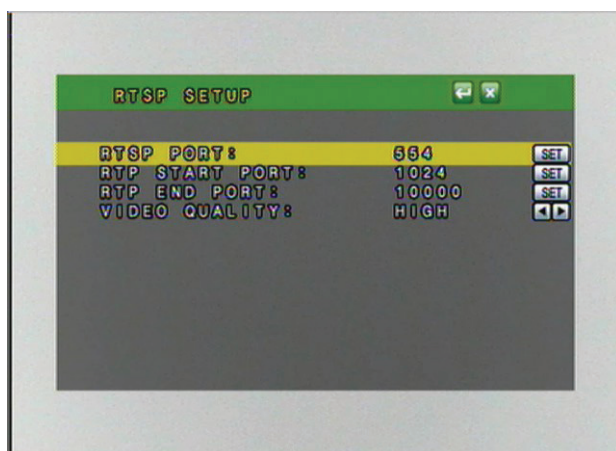 RTSP SETUP
RTSP PORT: 554 SET
RTP START PORT: 1024 SET
RTP END PORT: 10000 SET
VIDEO QUALITY: HIGH